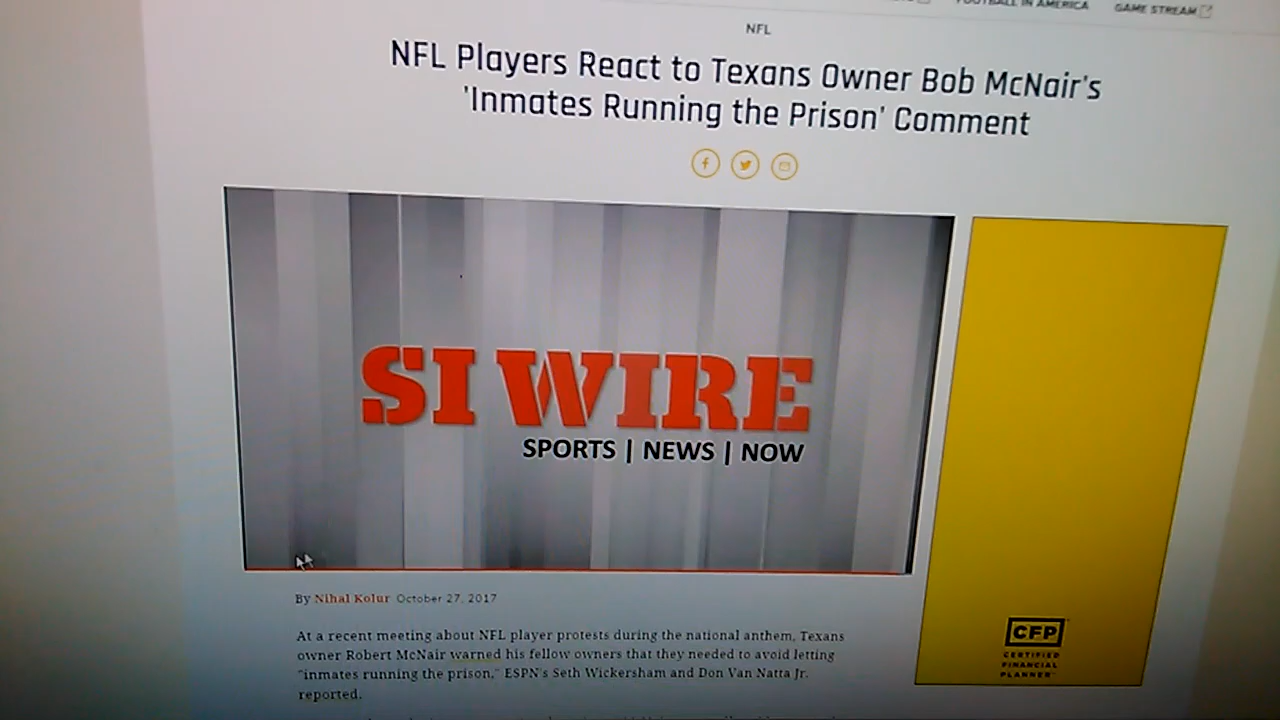 FOOTBALL IN AMERICA GAME STREAM
NFL
NFL Players React to Texans Owner Bob McNair's
'Inmates Running the Prison' Comment
SI WIRE
SPORTS | NEWS | NOW
CFP
CERTIFIED
FINANCIAL
PLANNER™
By Nihal Kolur October 27, 2017
At a recent meeting about NFL player protests during the national anthem, Texans
owner Robert McNair warned his fellow owners that they needed to avoid letting
"inmates running the prison," ESPN's Seth Wickersham and Don Van Natta Jr.
reported.